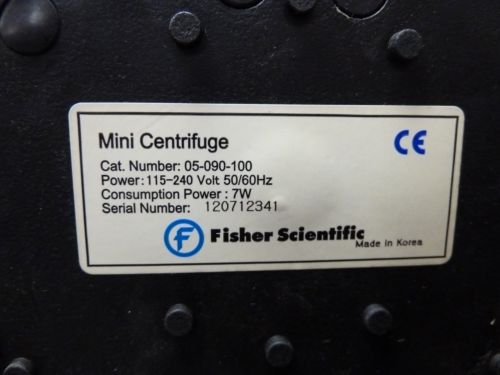 Mini Centrifuge
CE
Cat. Number: 05-090-100
Power: 115-240 Volt 50/60Hz
Consumption Power : 7W
Serial Number: 120712341
f Fisher Scientific
Made in Korea